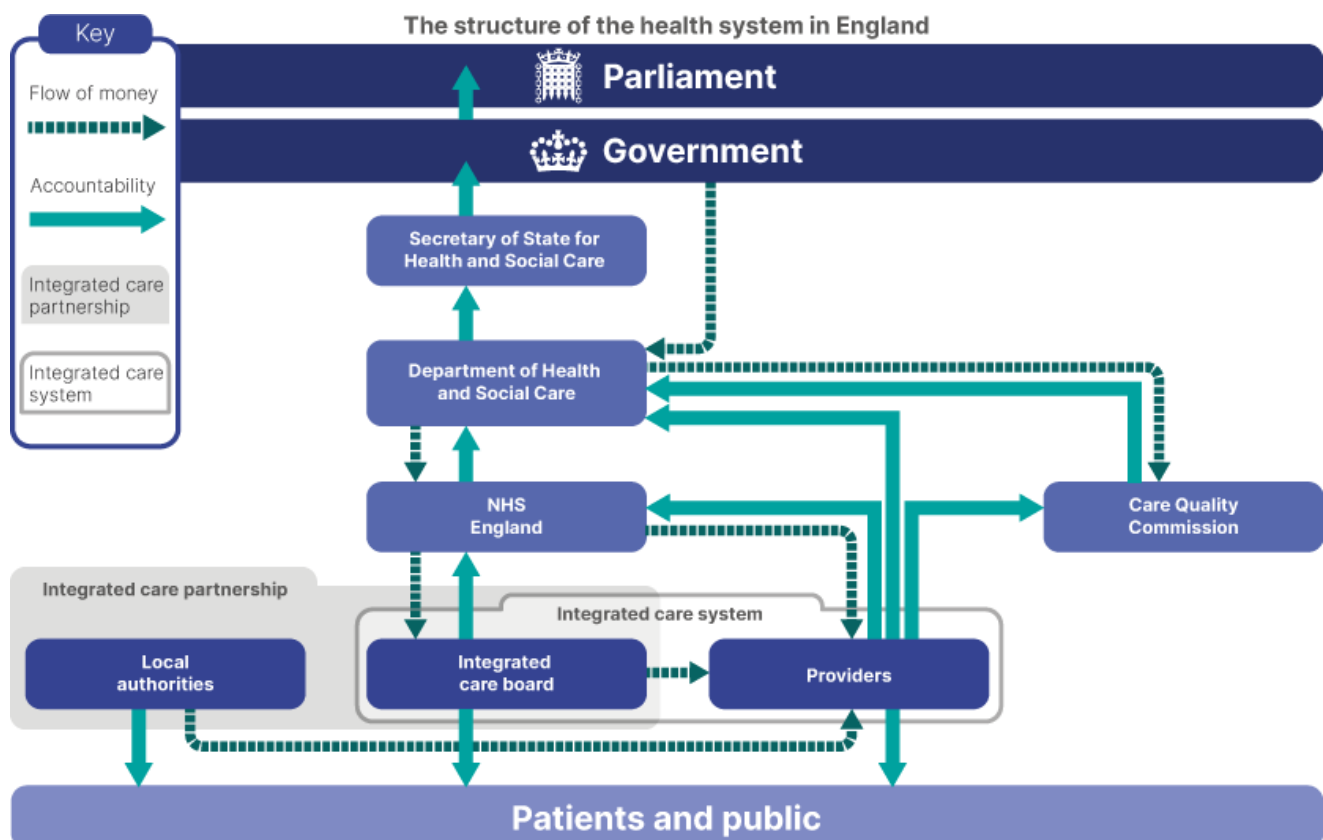 The structure of the health system in England
Key
Flow of money
Accountability
Integrated care
partnership
Integrated care
system
Parliament
Government
Secretary of State for
Health and Social Care
Department of Health
and Social Care
NHS
England
Care Quality
Commission
Integrated care partnership
Integrated care system
Local
authorities
Integrated
care board
Providers
Patients and public